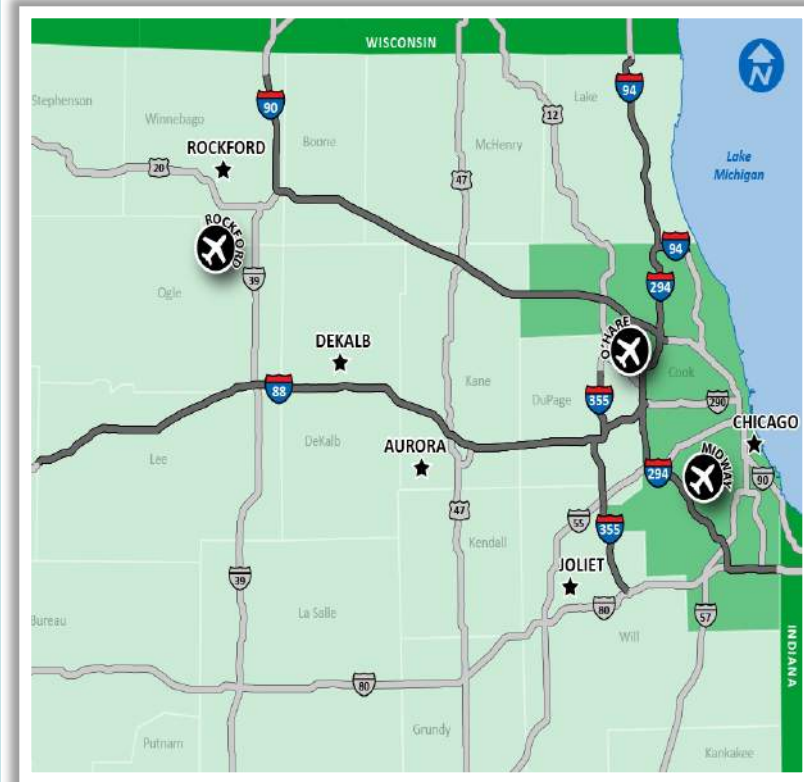 WISCONSIN
N
94
90
Stephenson
Lake
12
Winnebago
Boone
McHenry
ROCKFORD
Lake
Michigan
20
47
ROCKFORD
94
39
294
Ogle
O'HARE
DEKALB
Cook
Kane
88
355
DuPage
290
CHICAGO
AURORA
DeKalb
MIDWAY
Lee
294
90
47
55
355
Kendall
JOLIET
39
80
La Salle
57
Bureau
Will
INDIANA
80
Grundy
Putnam
Kankakee